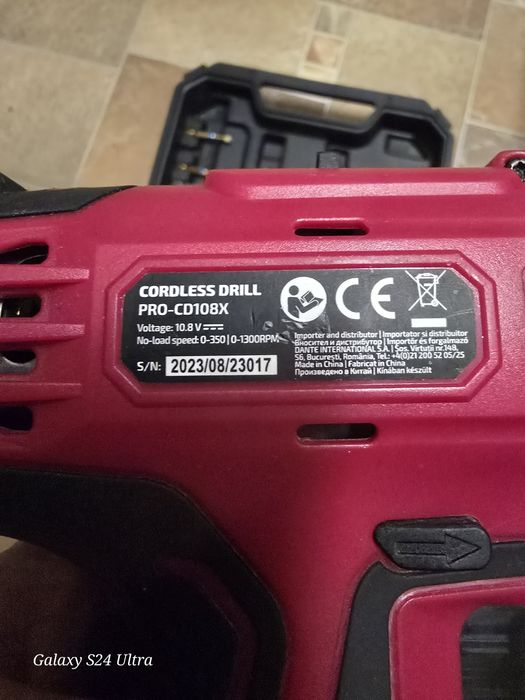 CORDLESS DRILL
PRO-CD108X
Voltage: 10.8 V
No-load speed: 0-350 | 0-1300RPM
S/N: 2023/08/23017
CE
Importer and distributor | Importator si distribuitor
Вносител и дистрибутор | Importőr és forgalmazó
DANTE INTERNATIONAL S.A. | Sos. Virtutii nr.148,
S6, Bucuresti, România, Tel.: +4(0)21 200 52 05/25
Made in China | Fabricat in China
Произведено в Китай | Kínában készült
Galaxy S24 Ultra